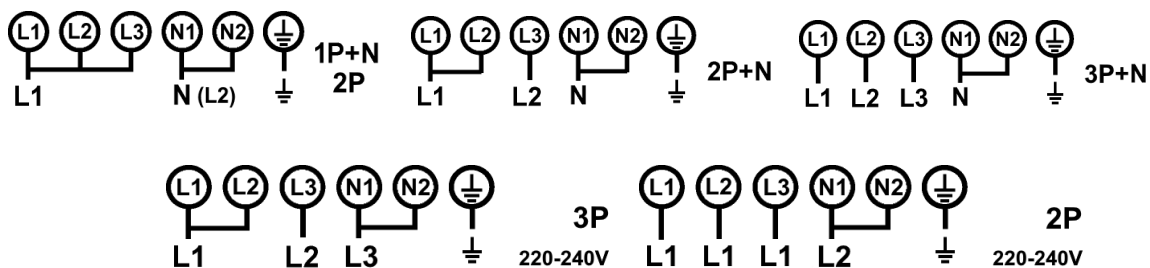 L1 L2 L3 N1 N2
1P+N
2P
L1 N (L2)
L1 L2 L3 N1 N2
2P+N
L1 L2 N
L1 L2 L3 N1 N2
3P+N
L1 L2 L3 N
L1 L2 L3 N1 N2
3P
L1 L2 L3
220-240V
L1 L2 L3 N1 N2
2P
L1 L1 L1 L2
220-240V